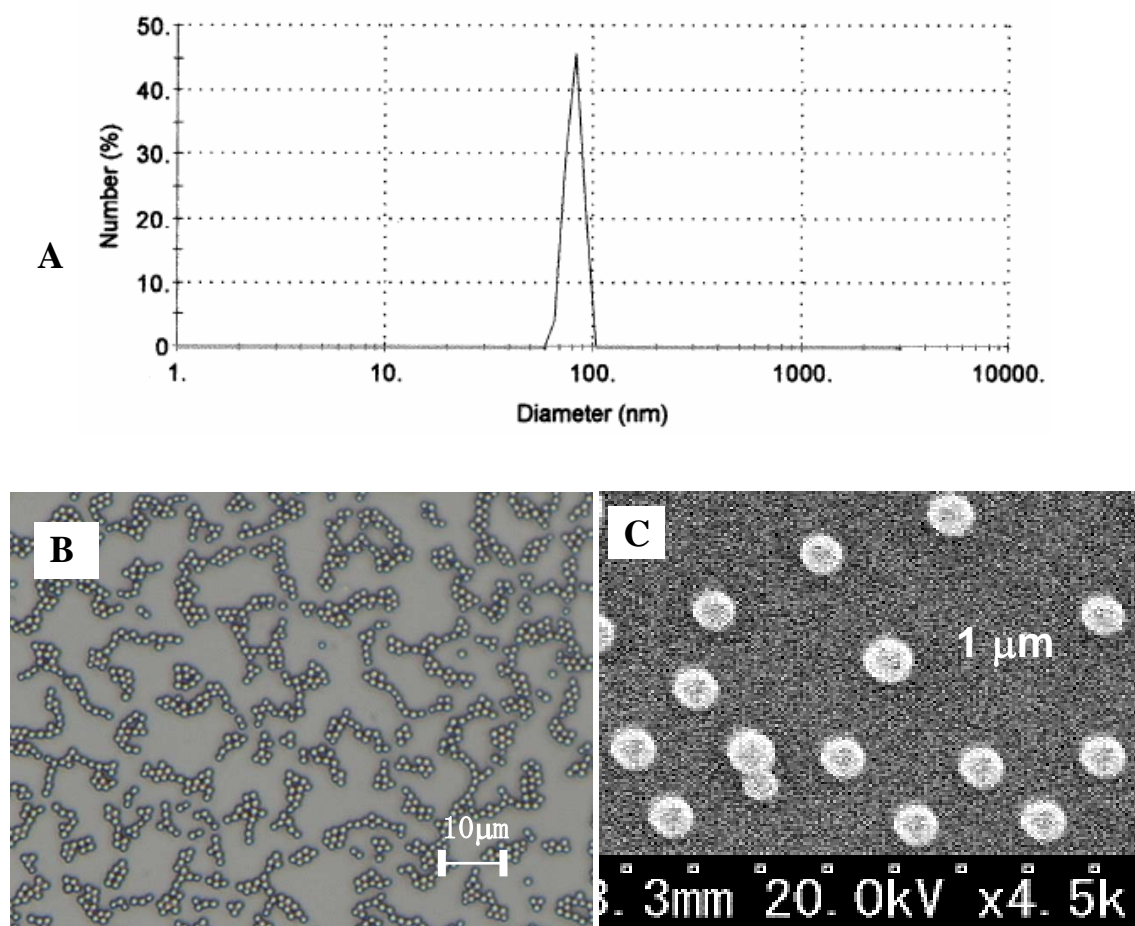 50.
40.
30.
20.
10.
0
Number (%)
A
1. 10. 100. 1000. 10000.
Diameter (nm)
B
10μm
C
1 μm
3.3mm 20.0kV x4.5k